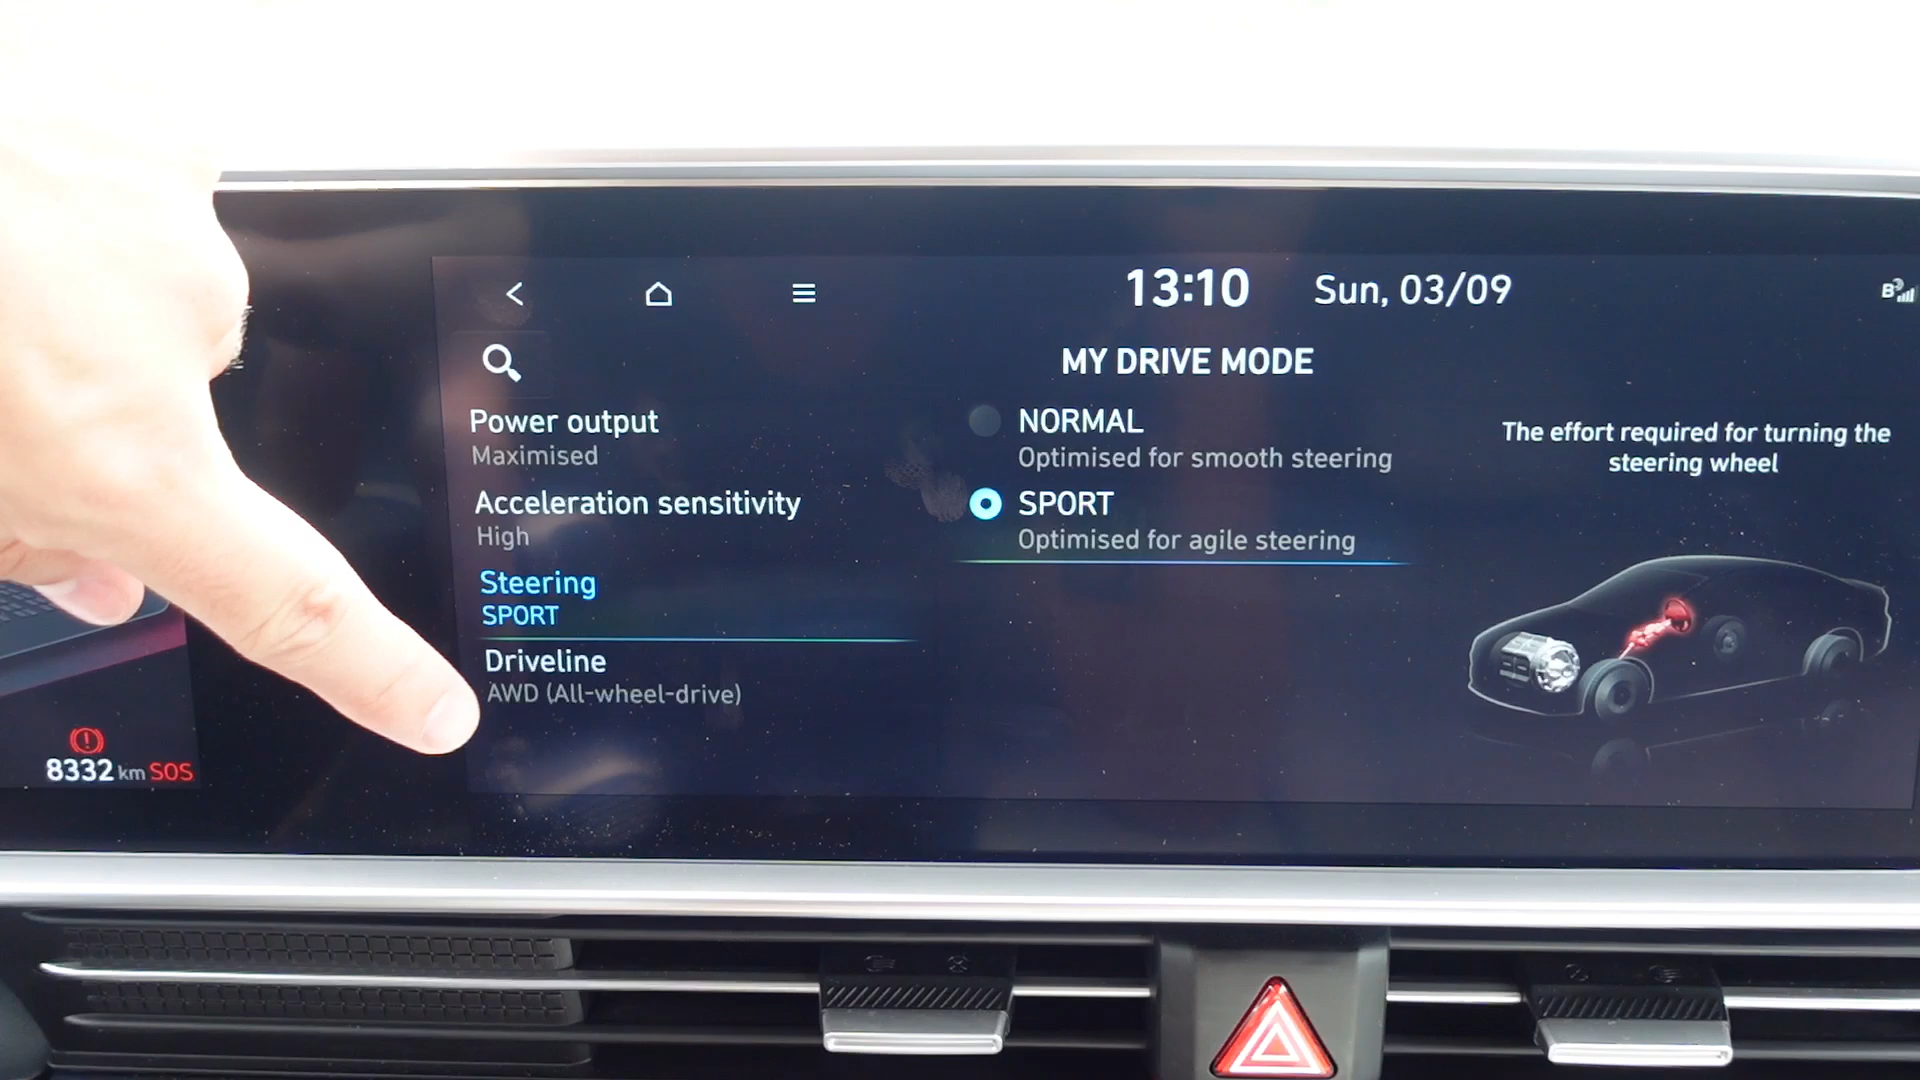 13:10 Sun, 03/09
MY DRIVE MODE
Power output
Maximised
Acceleration sensitivity
High
Steering
SPORT
Driveline
AWD (All-wheel-drive)
NORMAL
Optimised for smooth steering
SPORT
Optimised for agile steering
The effort required for turning the
steering wheel
8332 km SOS